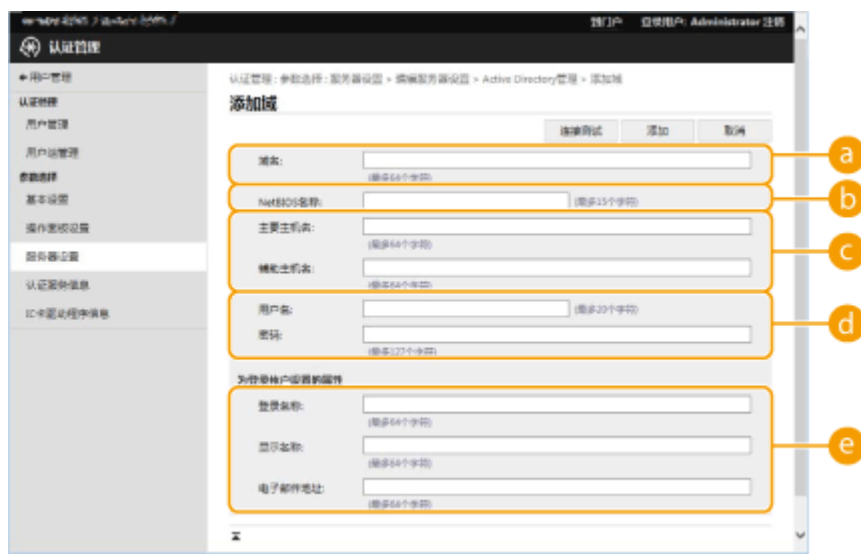 到门户 登录用户: Administrator 注销
认证管理
用户管理
认证管理 : 参数选择 : 服务器设置 > 编辑服务器设置 > Active Directory管理 > 添加域
认证管理
添加域
用户管理
连接测试 添加 取消
用户组管理
域名:
a
(最多64个字符)
参数选择
基本设置
NetBIOS名称:
(最多15个字符)
b
操作面板设置
主要主机名:
(最多64个字符)
服务器设置
c
辅助主机名:
(最多64个字符)
认证服务信息
IC卡驱动程序信息
用户名:
(最多20个字符)
d
密码:
(最多127个字符)
为登录帐户设置的属性
登录名称:
(最多64个字符)
显示名称:
(最多64个字符)
e
电子邮件地址:
(最多64个字符)